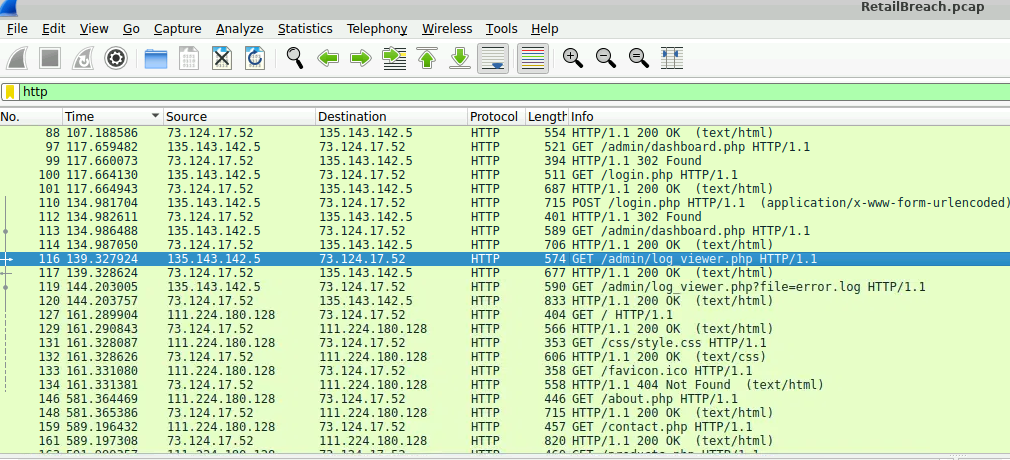 RetailBreach.pcap
File Edit View Go Capture Analyze Statistics Telephony Wireless Tools Help
http
No. Time Source Destination Protocol Length Info
88 107.188586 73.124.17.52 135.143.142.5 HTTP 554 HTTP/1.1 200 OK (text/html)
97 117.659482 135.143.142.5 73.124.17.52 HTTP 521 GET /admin/dashboard.php HTTP/1.1
99 117.660073 73.124.17.52 135.143.142.5 HTTP 394 HTTP/1.1 302 Found
100 117.664130 135.143.142.5 73.124.17.52 HTTP 511 GET /login.php HTTP/1.1
101 117.664943 73.124.17.52 135.143.142.5 HTTP 687 HTTP/1.1 200 OK (text/html)
110 134.981704 135.143.142.5 73.124.17.52 HTTP 715 POST /login.php HTTP/1.1 (application/x-www-form-urlencoded)
112 134.982611 73.124.17.52 135.143.142.5 HTTP 401 HTTP/1.1 302 Found
113 134.986488 135.143.142.5 73.124.17.52 HTTP 589 GET /admin/dashboard.php HTTP/1.1
114 134.987050 73.124.17.52 135.143.142.5 HTTP 706 HTTP/1.1 200 OK (text/html)
116 139.327924 135.143.142.5 73.124.17.52 HTTP 574 GET /admin/log_viewer.php HTTP/1.1
117 139.328624 73.124.17.52 135.143.142.5 HTTP 677 HTTP/1.1 200 OK (text/html)
119 144.203005 135.143.142.5 73.124.17.52 HTTP 590 GET /admin/log_viewer.php?file=error.log HTTP/1.1
120 144.203757 73.124.17.52 135.143.142.5 HTTP 833 HTTP/1.1 200 OK (text/html)
127 161.289904 111.224.180.128 73.124.17.52 HTTP 404 GET / HTTP/1.1
129 161.290843 73.124.17.52 111.224.180.128 HTTP 566 HTTP/1.1 200 OK (text/html)
131 161.328087 111.224.180.128 73.124.17.52 HTTP 353 GET /css/style.css HTTP/1.1
132 161.328626 73.124.17.52 111.224.180.128 HTTP 606 HTTP/1.1 200 OK (text/css)
133 161.331080 111.224.180.128 73.124.17.52 HTTP 358 GET /favicon.ico HTTP/1.1
134 161.331381 73.124.17.52 111.224.180.128 HTTP 558 HTTP/1.1 404 Not Found (text/html)
146 581.364469 111.224.180.128 73.124.17.52 HTTP 446 GET /about.php HTTP/1.1
148 581.365386 73.124.17.52 111.224.180.128 HTTP 715 HTTP/1.1 200 OK (text/html)
159 589.196432 111.224.180.128 73.124.17.52 HTTP 457 GET /contact.php HTTP/1.1
161 589.197308 73.124.17.52 111.224.180.128 HTTP 820 HTTP/1.1 200 OK (text/html)